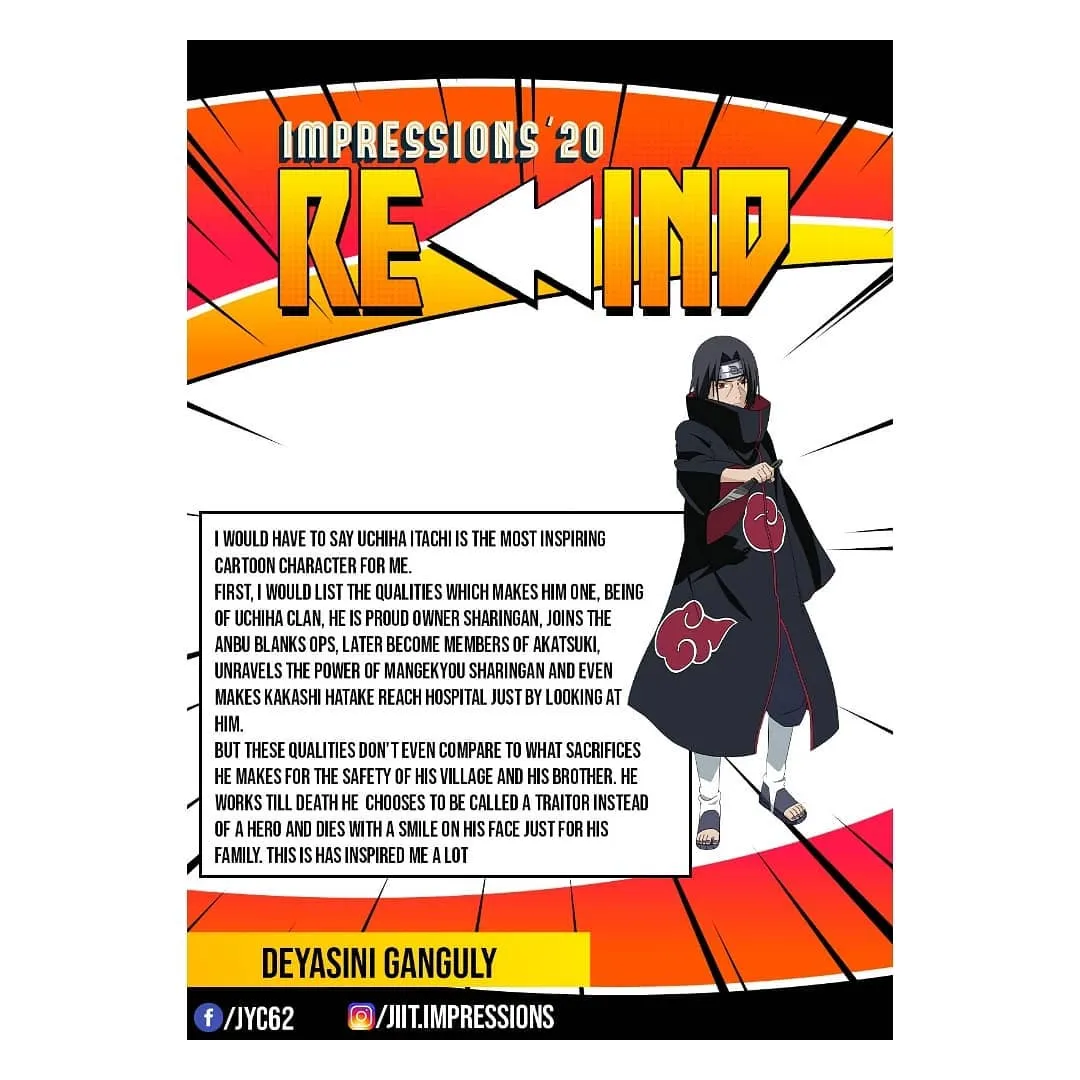 IMPRESSIONS '20
REWIND
I WOULD HAVE TO SAY UCHIHA ITACHI IS THE MOST INSPIRING
CARTOON CHARACTER FOR ME.
FIRST, I WOULD LIST THE QUALITIES WHICH MAKES HIM ONE, BEING
OF UCHIHA CLAN, HE IS PROUD OWNER SHARINGAN, JOINS THE
ANBU BLANKS OPS, LATER BECOME MEMBERS OF AKATSUKI,
UNRAVELS THE POWER OF MANGEKYOU SHARINGAN AND EVEN
MAKES KAKASHI HATAKE REACH HOSPITAL JUST BY LOOKING AT
HIM.
BUT THESE QUALITIES DON'T EVEN COMPARE TO WHAT SACRIFICES
HE MAKES FOR THE SAFETY OF HIS VILLAGE AND HIS BROTHER. HE
WORKS TILL DEATH HE CHOOSES TO BE CALLED A TRAITOR INSTEAD
OF A HERO AND DIES WITH A SMILE ON HIS FACE JUST FOR HIS
FAMILY. THIS IS HAS INSPIRED ME A LOT
DEYASINI GANGULY
/JYC62 /JIIT.IMPRESSIONS